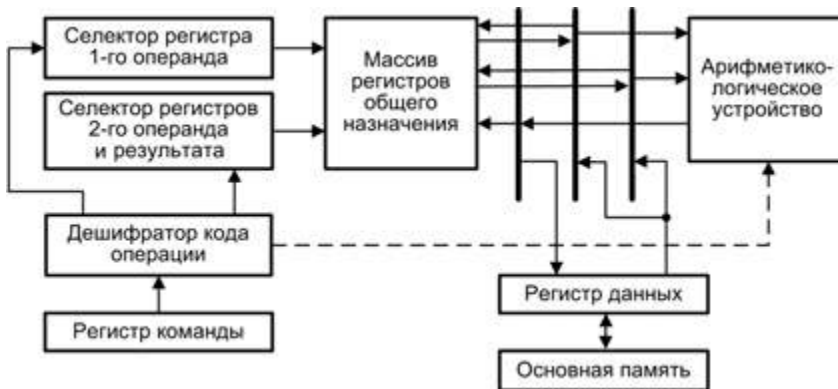 Селектор регистра
1-го операнда
Селектор регистров
2-го операнда
и результата
Дешифратор кода
операции
Регистр команды
Массив
регистров
общего
назначения
Арифметико-
логическое
устройство
Регистр данных
Основная память